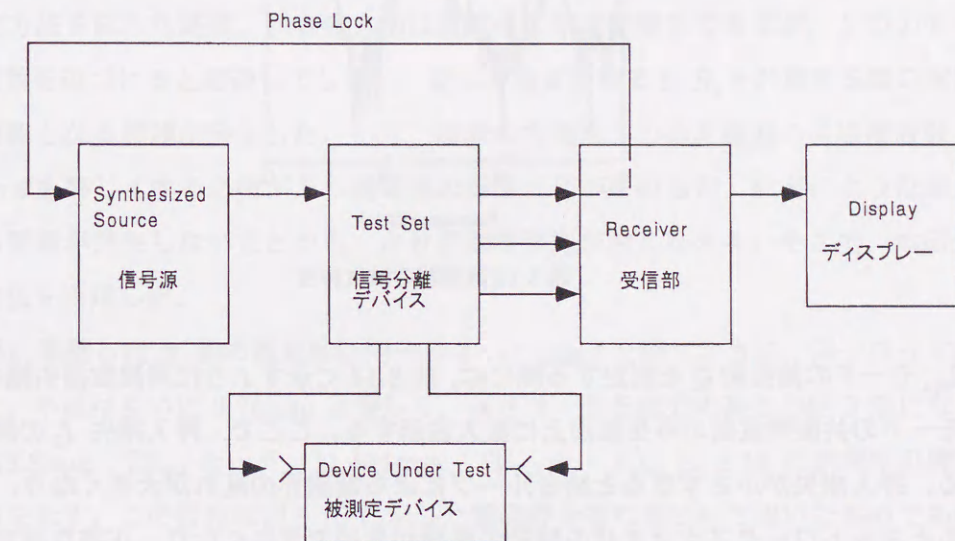 Phase Lock
Synthesized
Source
信号源
Test Set
信号分離
デバイス
Receiver
受信部
Display
ディスプレー
Device Under Test
被測定デバイス